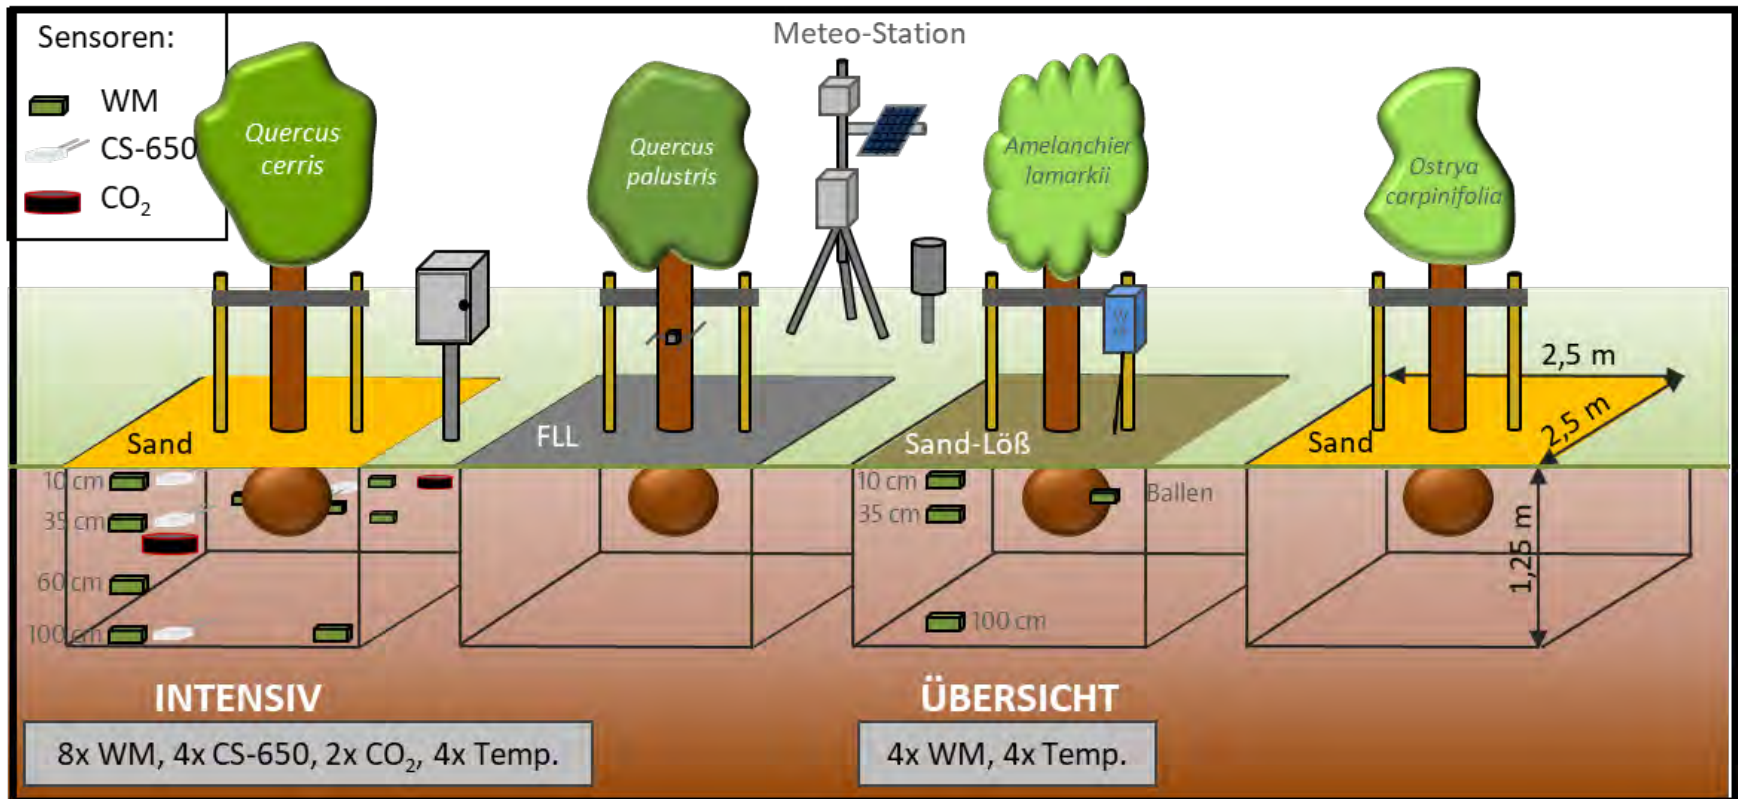 Sensoren:
WM
CS-650
CO₂
Meteo-Station
Quercus
cerris
Quercus
palustris
Amelanchier
lamarkii
Ostrya
carpinifolia
2,5 m
2,5 m
Sand
FLL
Sand-Löß
Sand
10 cm
35 cm
60 cm
100 cm
10 cm
35 cm
Ballen
100 cm
1,25 m
INTENSIV
8x WM, 4x CS-650, 2x CO₂, 4x Temp.
ÜBERSICHT
4x WM, 4x Temp.